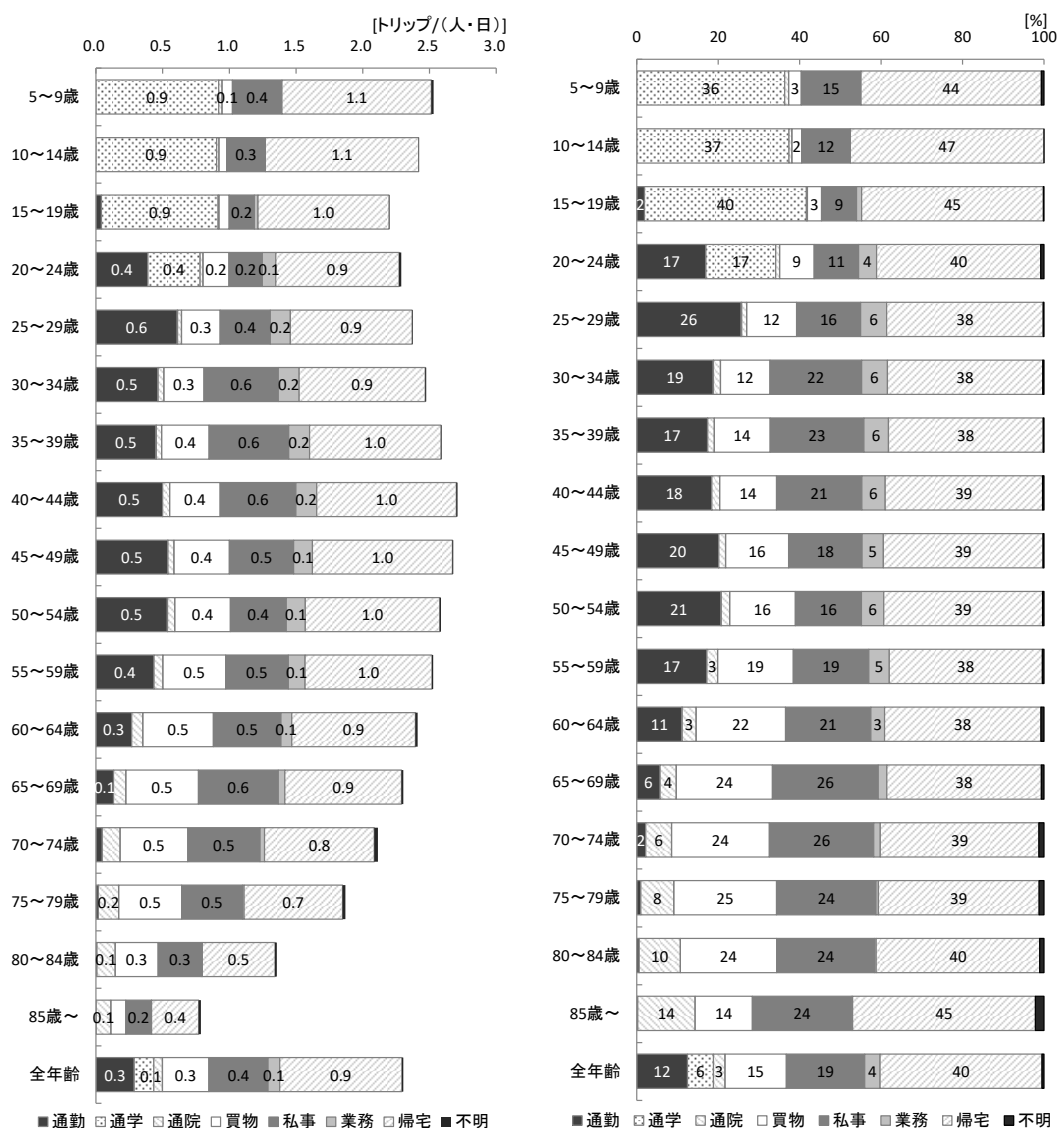 [トリップ/(人・日)]
0.0 0.5 1.0 1.5 2.0 2.5 3.0
5～9歳 0.9 0.1 0.4 1.1
10～14歳 0.9 0.3 1.1
15～19歳 0.9 0.2 1.0
20～24歳 0.4 0.4 0.2 0.2 0.1 0.9
25～29歳 0.6 0.3 0.4 0.2 0.9
30～34歳 0.5 0.3 0.6 0.2 0.9
35～39歳 0.5 0.4 0.6 0.2 1.0
40～44歳 0.5 0.4 0.6 0.2 1.0
45～49歳 0.5 0.4 0.5 0.1 1.0
50～54歳 0.5 0.4 0.4 0.1 1.0
55～59歳 0.4 0.5 0.5 0.1 1.0
60～64歳 0.3 0.5 0.5 0.1 0.9
65～69歳 0.1 0.5 0.6 0.9
70～74歳 0.5 0.5 0.8
75～79歳 0.2 0.5 0.5 0.7
80～84歳 0.1 0.3 0.3 0.5
85歳～ 0.1 0.2 0.4
全年齢 0.3 0.1 0.3 0.4 0.1 0.9
■通勤 通学 通院 買物 私事 業務 帰宅 不明
[%]
0 20 40 60 80 100
5～9歳 36 3 15 44
10～14歳 37 2 12 47
15～19歳 2 40 3 9 45
20～24歳 17 17 9 11 4 40
25～29歳 26 12 16 6 38
30～34歳 19 12 22 6 38
35～39歳 17 14 23 6 38
40～44歳 18 14 21 6 39
45～49歳 20 16 18 5 39
50～54歳 21 16 16 6 39
55～59歳 17 3 19 19 5 38
60～64歳 11 3 22 21 3 38
65～69歳 6 4 24 26 38
70～74歳 2 6 24 26 39
75～79歳 8 25 24 39
80～84歳 10 24 24 40
85歳～ 14 14 24 45
全年齢 12 6 3 15 19 4 40
■通勤 通学 通院 買物 私事 業務 帰宅 不明